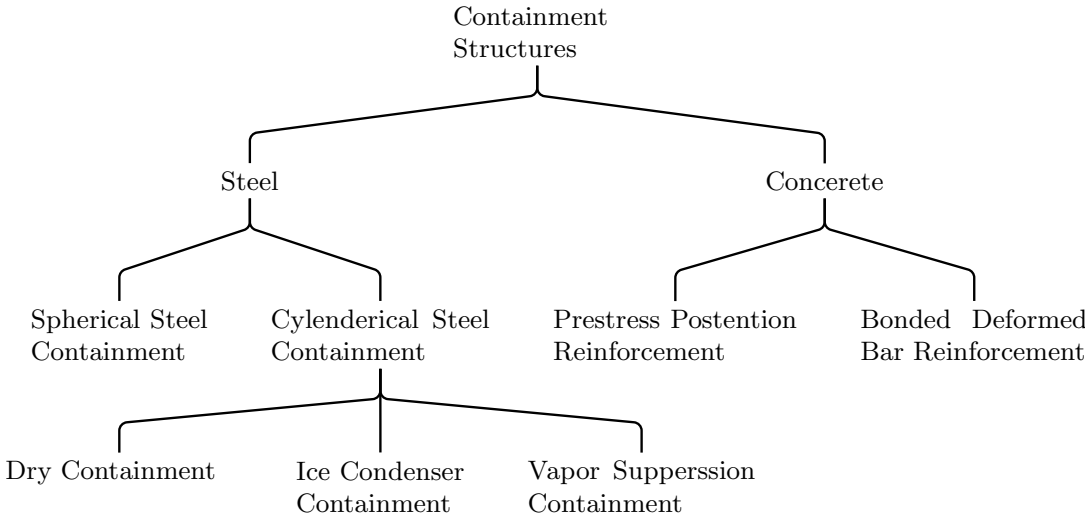 Containment
Structures
Steel
Concerete
Spherical Steel
Containment
Cylenderical Steel
Containment
Prestress Postention
Reinforcement
Bonded Deformed
Bar Reinforcement
Dry Containment
Ice Condenser
Containment
Vapor Supperssion
Containment